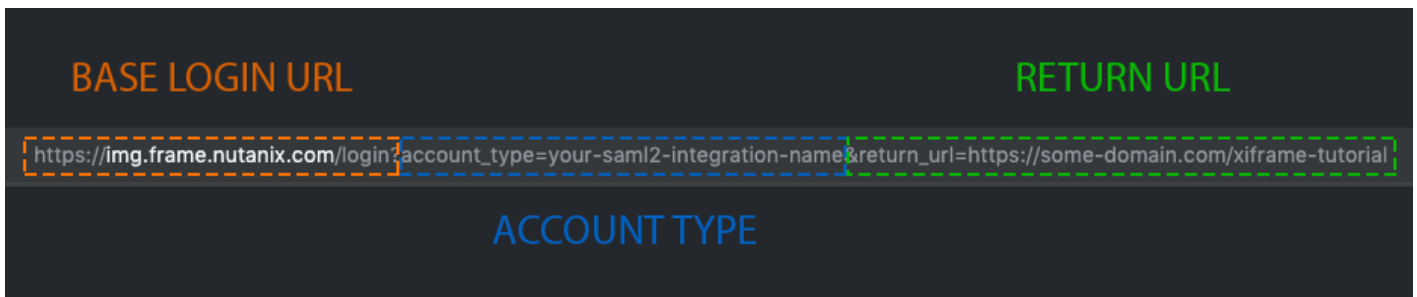 BASE LOGIN URL
RETURN URL
https://img.frame.nutanix.com/login?account_type=your-saml2-integration-name&return_url=https://some-domain.com/xiframe-tutorial
ACCOUNT TYPE